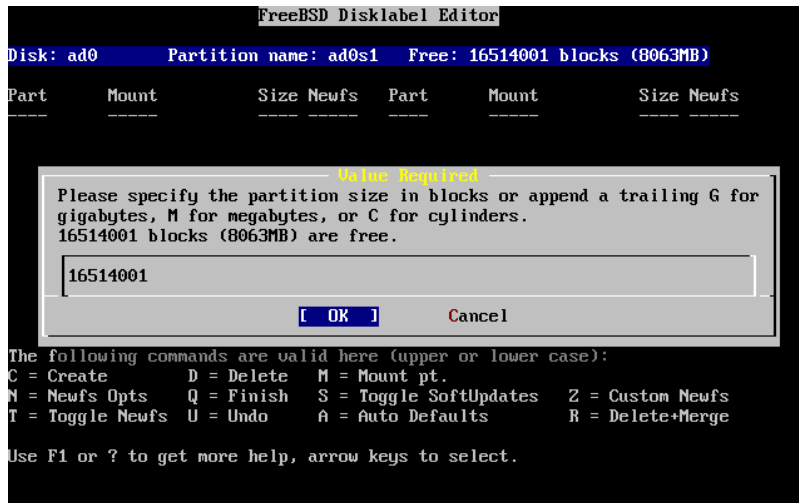 FreeBSD Disklabel Editor
Disk: ad0 Partition name: ad0s1 Free: 16514001 blocks (8063MB)
Part Mount Size Newfs Part Mount Size Newfs
---- ----- ---- ----- ---- ----- ---- -----
Value Required
Please specify the partition size in blocks or append a trailing G for
gigabytes, M for megabytes, or C for cylinders.
16514001 blocks (8063MB) are free.
16514001
[ OK ] Cancel
The following commands are valid here (upper or lower case):
C = Create D = Delete M = Mount pt.
N = Newfs Opts Q = Finish S = Toggle SoftUpdates Z = Custom Newfs
T = Toggle Newfs U = Undo A = Auto Defaults R = Delete+Merge
Use F1 or ? to get more help, arrow keys to select.